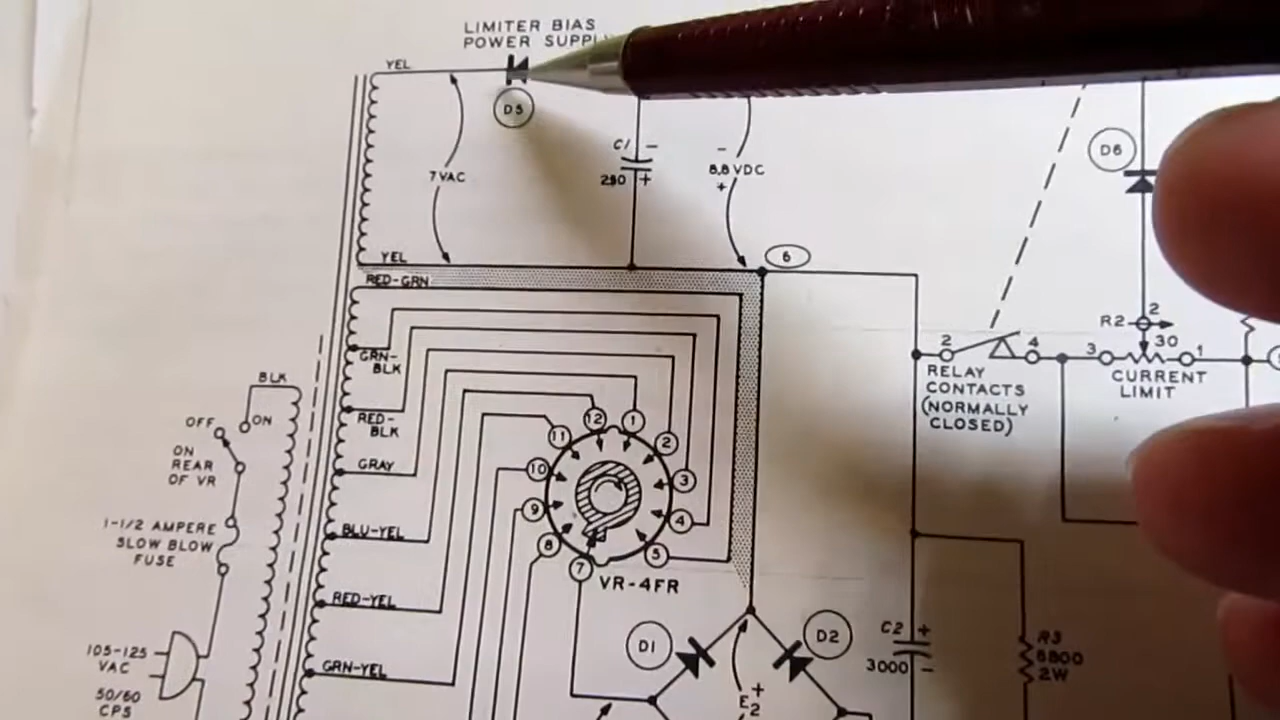 LIMITER BIAS
POWER SUPPLY
YEL
D5
7VAC
C1 −
250 +
−
8,8 VDC
+
D6
YEL
6
RED-GRN
GRN-
BLK
RED-
BLK
GRAY
BLU-YEL
RED-YEL
GRN-YEL
BLK
OFF
ON
ON
REAR
OF VR
1-1/2 AMPERE
SLOW BLOW
FUSE
105-125
VAC
50/60
CPS
12
1
11
2
10
3
9
4
8
5
7
VR-4FR
2
4
RELAY
CONTACTS
(NORMALLY
CLOSED)
R2
2
30
3
1
CURRENT
LIMIT
D1
D2
E2
+
C2 +
3000 −
R3
6800
2W